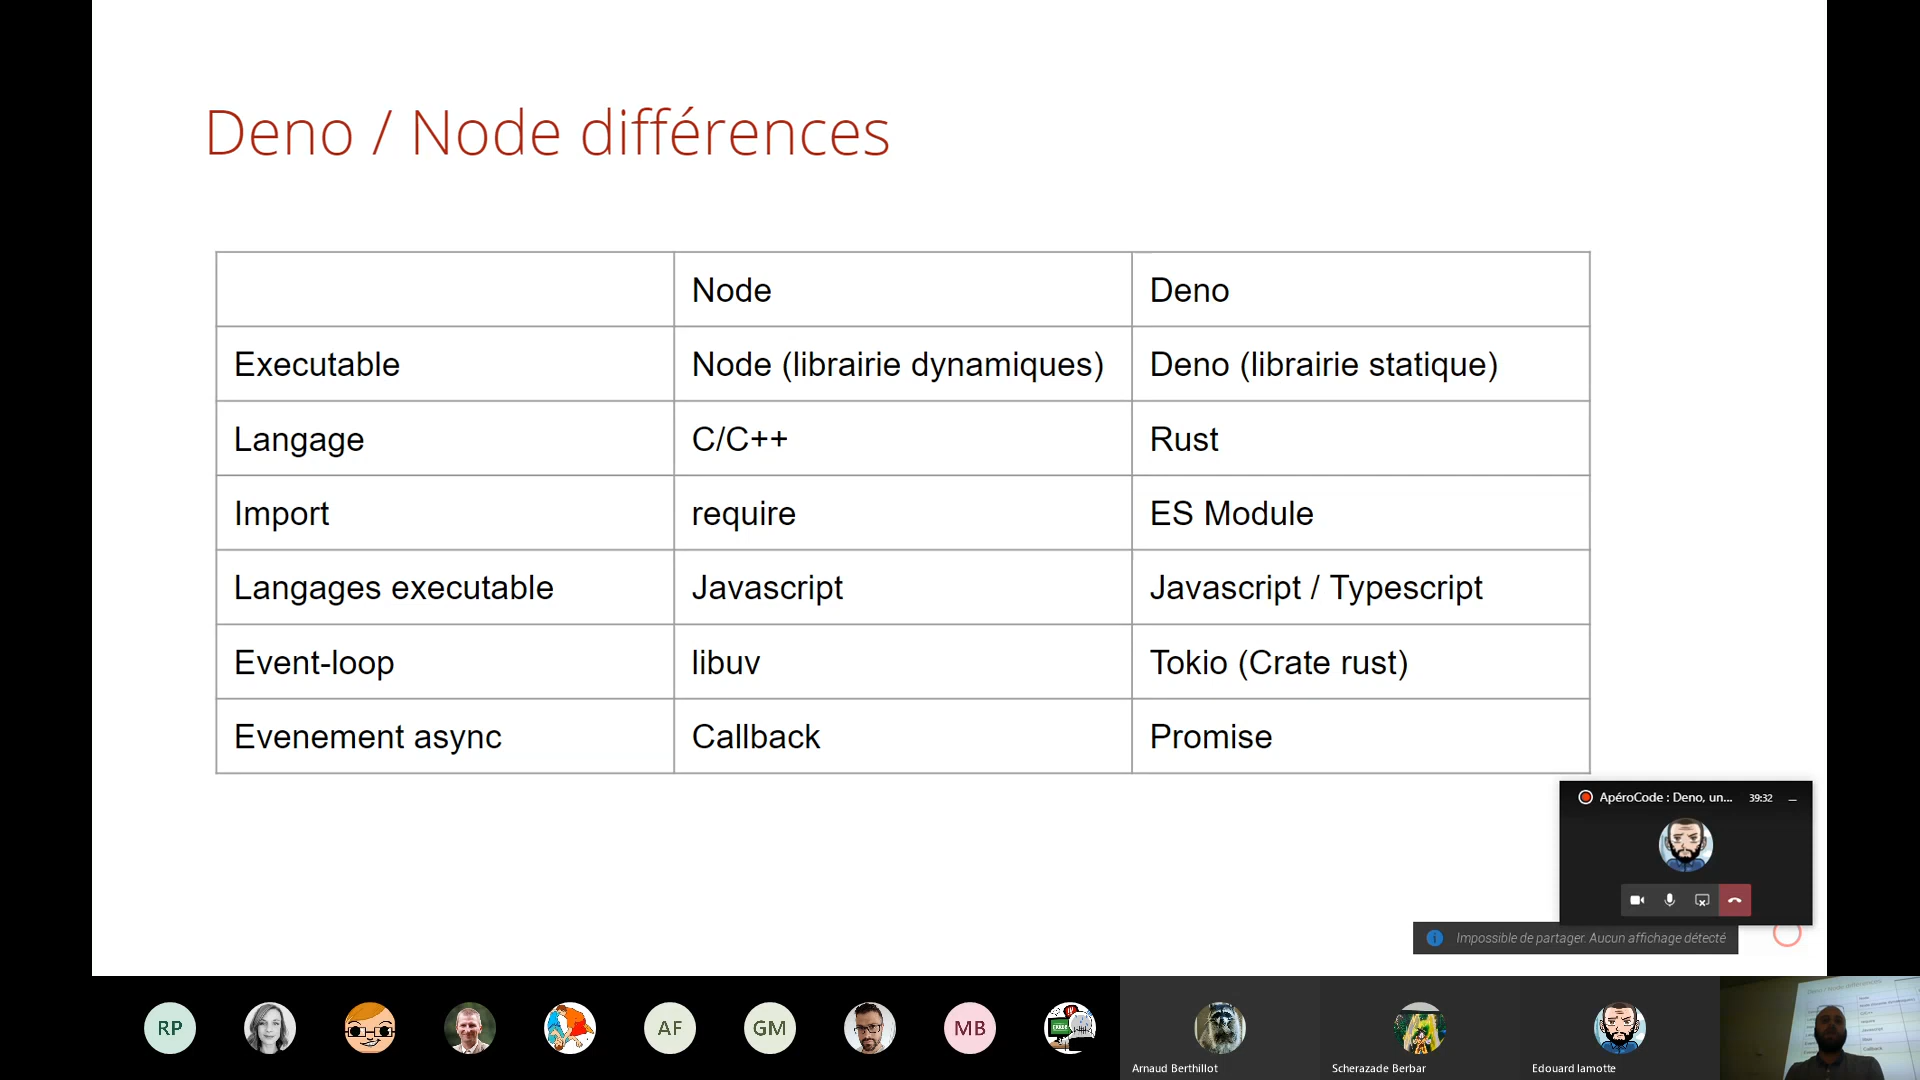 Deno / Node différences
Node Deno
Executable Node (librairie dynamiques) Deno (librairie statique)
Langage C/C++ Rust
Import require ES Module
Langages executable Javascript Javascript / Typescript
Event-loop libuv Tokio (Crate rust)
Evenement async Callback Promise
ApéroCode : Deno, un... 39:32
Impossible de partager. Aucun affichage détecté
RP AF GM MB
Arnaud Berthillot Scherazade Berbar Edouard lamotte